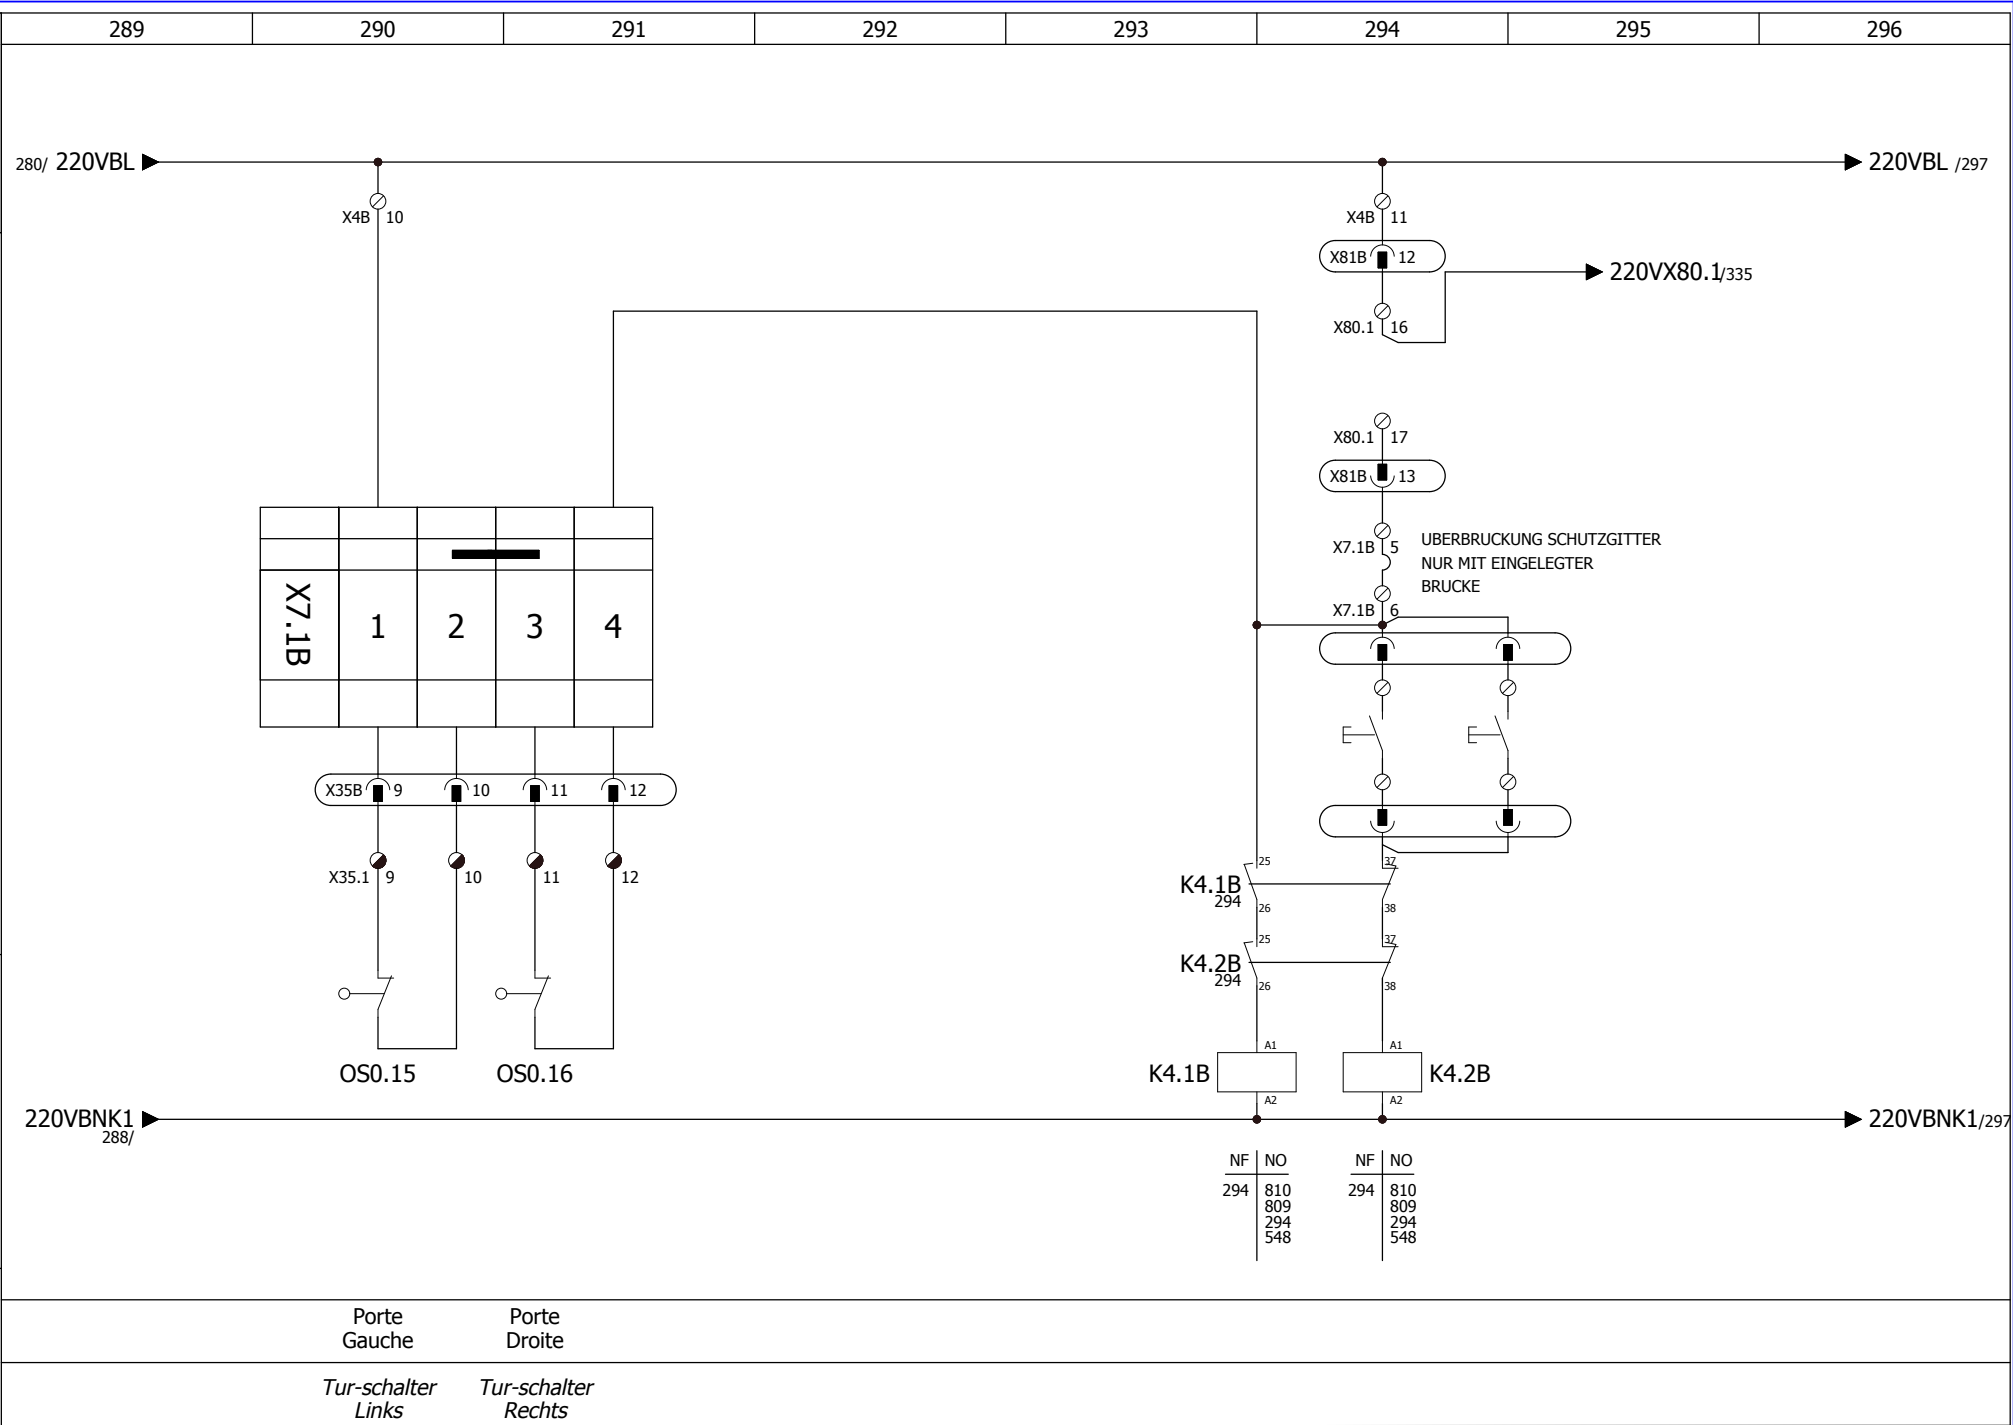 289 290 291 292 293 294 295 296
280/ 220VBL 220VBL /297
X4B 10 X4B 11
X81B 12
220VX80.1/335
X80.1 16
X80.1 17
X81B 13
X7.1B 5
UBERBRUCKUNG SCHUTZGITTER
NUR MIT EINGELEGTER
BRUCKE
X7.1B 6
X7.1B 1 2 3 4
X35B 9 10 11 12
X35.1 9 10 11 12
25 37
K4.1B
294
26 38
25 37
K4.2B
294
26 38
OS0.15 OS0.16
A1 A1
K4.1B K4.2B
A2 A2
220VBNK1 220VBNK1/297
288/
NF NO NF NO
294 810 294 810
809 809
294 294
548 548
Porte Porte
Gauche Droite
Tur-schalter Tur-schalter
Links Rechts